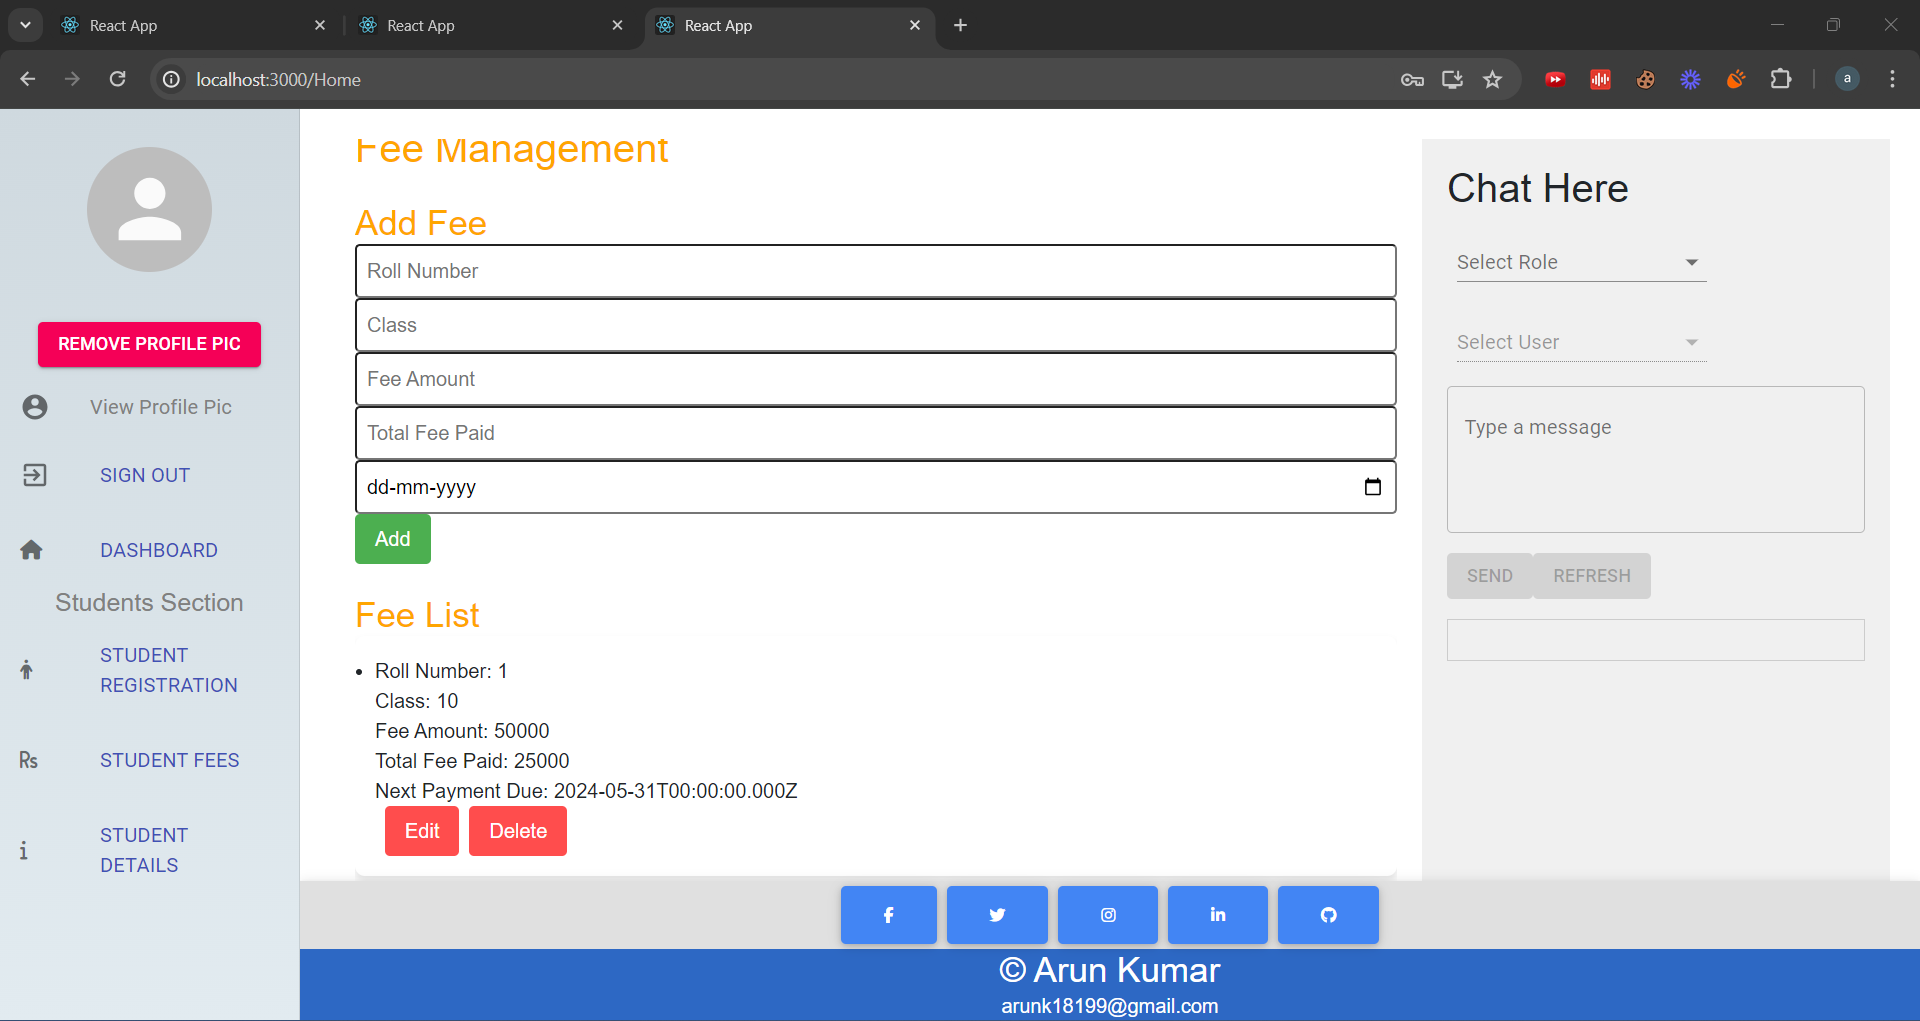 React App
React App
React App
localhost:3000/Home
a
REMOVE PROFILE PIC
View Profile Pic
SIGN OUT
DASHBOARD
Students Section
STUDENT
REGISTRATION
Rs
STUDENT FEES
STUDENT
DETAILS
Fee Management
Add Fee
Roll Number
Class
Fee Amount
Total Fee Paid
dd-mm-yyyy
Add
Fee List
Roll Number: 1
Class: 10
Fee Amount: 50000
Total Fee Paid: 25000
Next Payment Due: 2024-05-31T00:00:00.000Z
Edit Delete
Chat Here
Select Role
Select User
Type a message
SEND REFRESH
© Arun Kumar
arunk18199@gmail.com